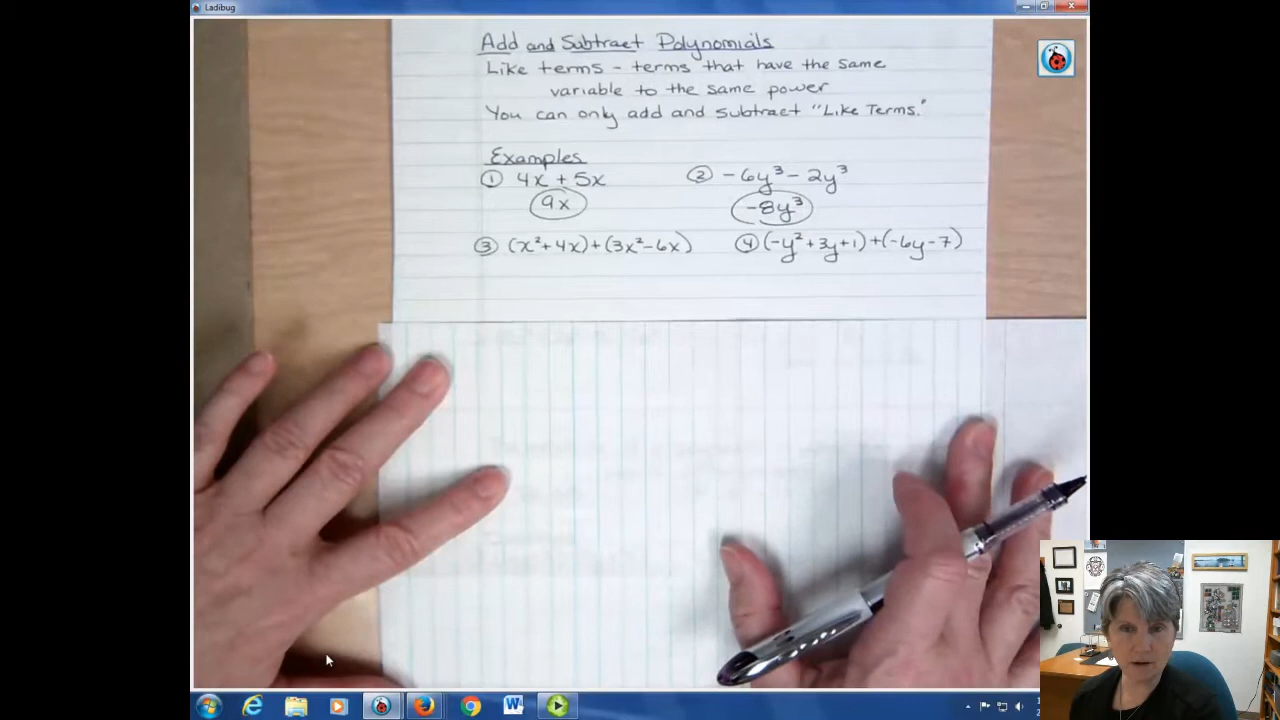 Ladibug
Add and Subtract Polynomials
Like terms - terms that have the same
variable to the same power
You can only add and subtract "Like Terms."
Examples
① 4x + 5x ② -6y³ - 2y³
9x -8y³
③ (x²+4x)+(3x²-6x) ④ (-y²+3y+1)+(-6y-7)